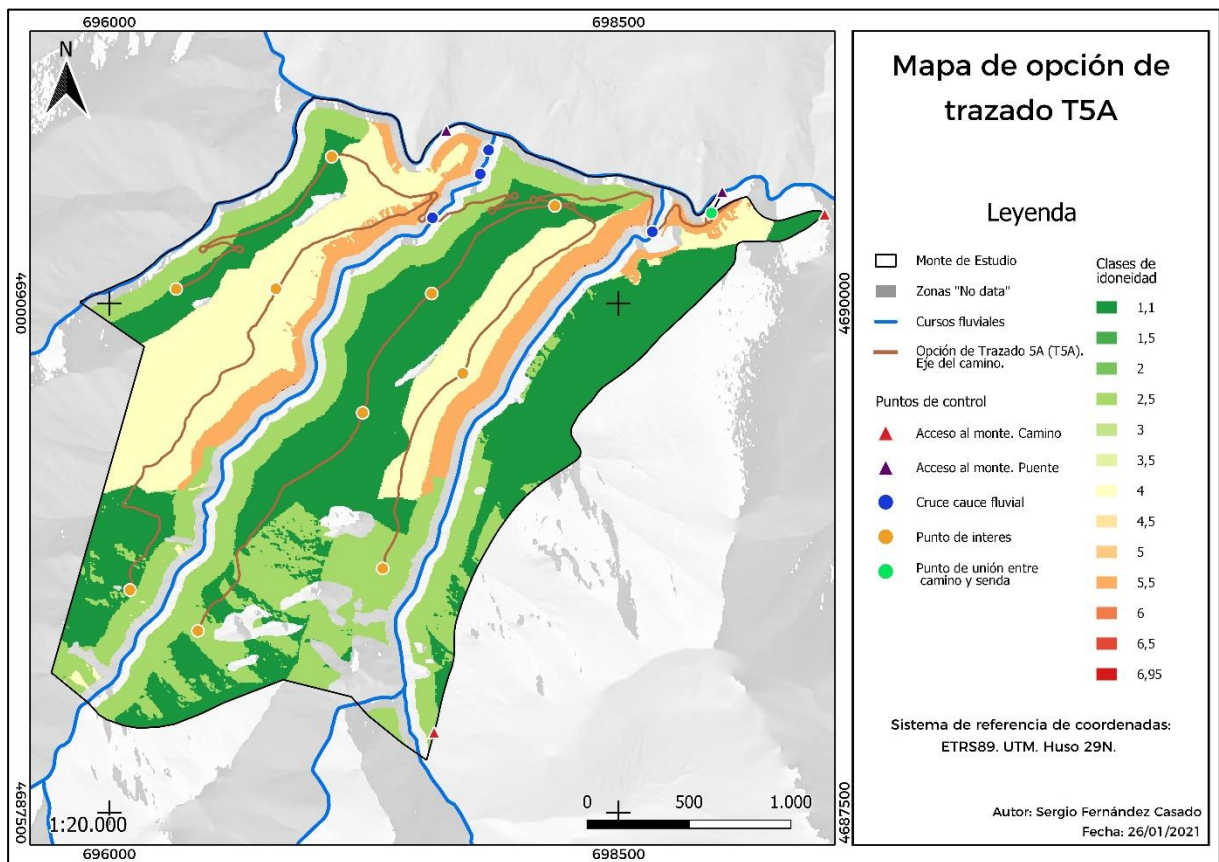 696000
698500
N
4690000
4690000
4687500
4687500
1:20.000
0 500 1.000
696000
698500
Mapa de opción de
trazado T5A
Leyenda
Monte de Estudio
Zonas "No data"
Cursos fluviales
Opción de Trazado 5A (T5A).
Eje del camino.
Puntos de control
Acceso al monte. Camino
Acceso al monte. Puente
Cruce cauce fluvial
Punto de interes
Punto de unión entre
camino y senda
Clases de
idoneidad
1,1
1,5
2
2,5
3
3,5
4
4,5
5
5,5
6
6,5
6,95
Sistema de referencia de coordenadas:
ETRS89. UTM. Huso 29N.
Autor: Sergio Fernández Casado
Fecha: 26/01/2021